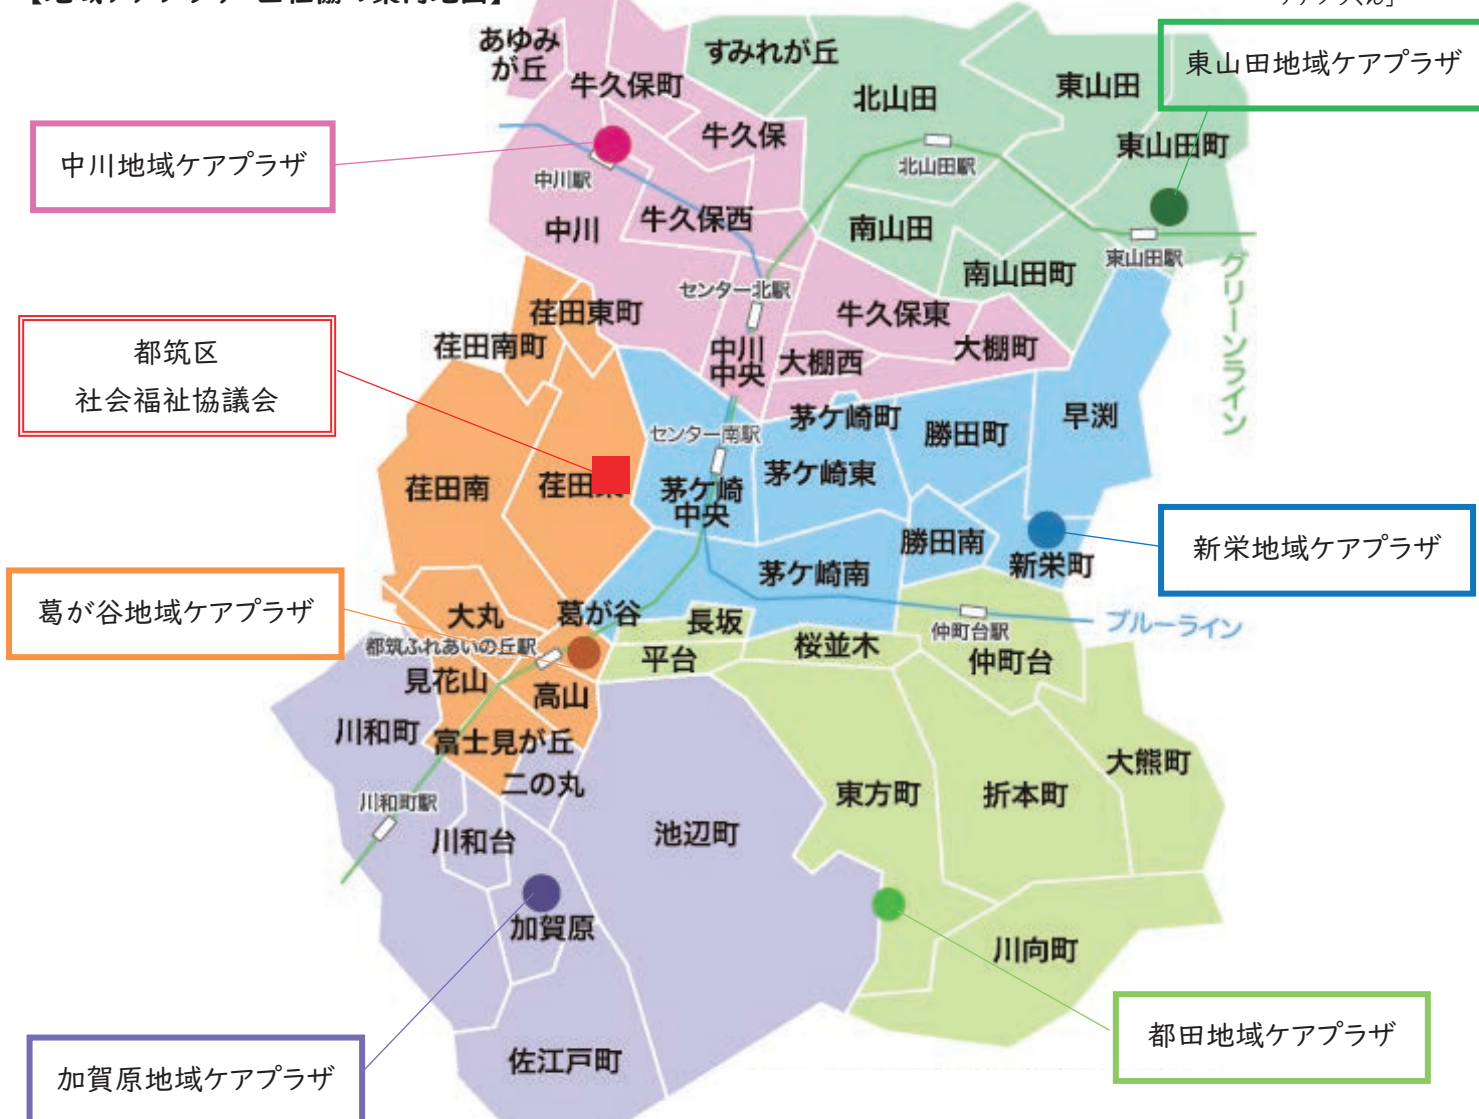 あゆみ
が丘
牛久保町
すみれが丘
北山田
東山田
東山田地域ケアプラザ
牛久保
東山田町
中川地域ケアプラザ
中川駅
北山田駅
牛久保西
中川
南山田
東山田駅
南山田町
グリーンライン
センター北駅
荏田東町
牛久保東
荏田南町
中川
中央
大棚西
大棚町
都筑区
社会福祉協議会
茅ケ崎町
早渕
センター南駅
勝田町
荏田南
荏田
茅ケ崎
中央
茅ケ崎東
勝田南
新栄地域ケアプラザ
茅ケ崎南
新栄町
葛が谷地域ケアプラザ
大丸
葛が谷
長坂
ブルーライン
仲町台駅
都筑ふれあいの丘駅
平台
桜並木
仲町台
見花山
高山
川和町
富士見が丘
二の丸
大熊町
東方町
折本町
川和町駅
川和台
池辺町
加賀原
川向町
都田地域ケアプラザ
佐江戸町
加賀原地域ケアプラザ